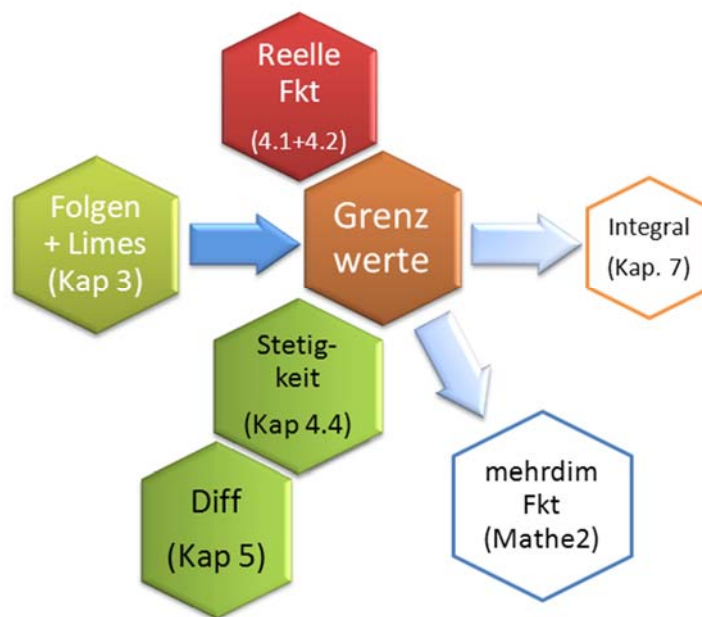 Reelle
Fkt
(4.1+4.2)
Folgen
+ Limes
(Kap 3)
Grenz
werte
Integral
(Kap. 7)
Stetig-
keit
(Kap 4.4)
Diff
(Kap 5)
mehrdim
Fkt
(Mathe2)